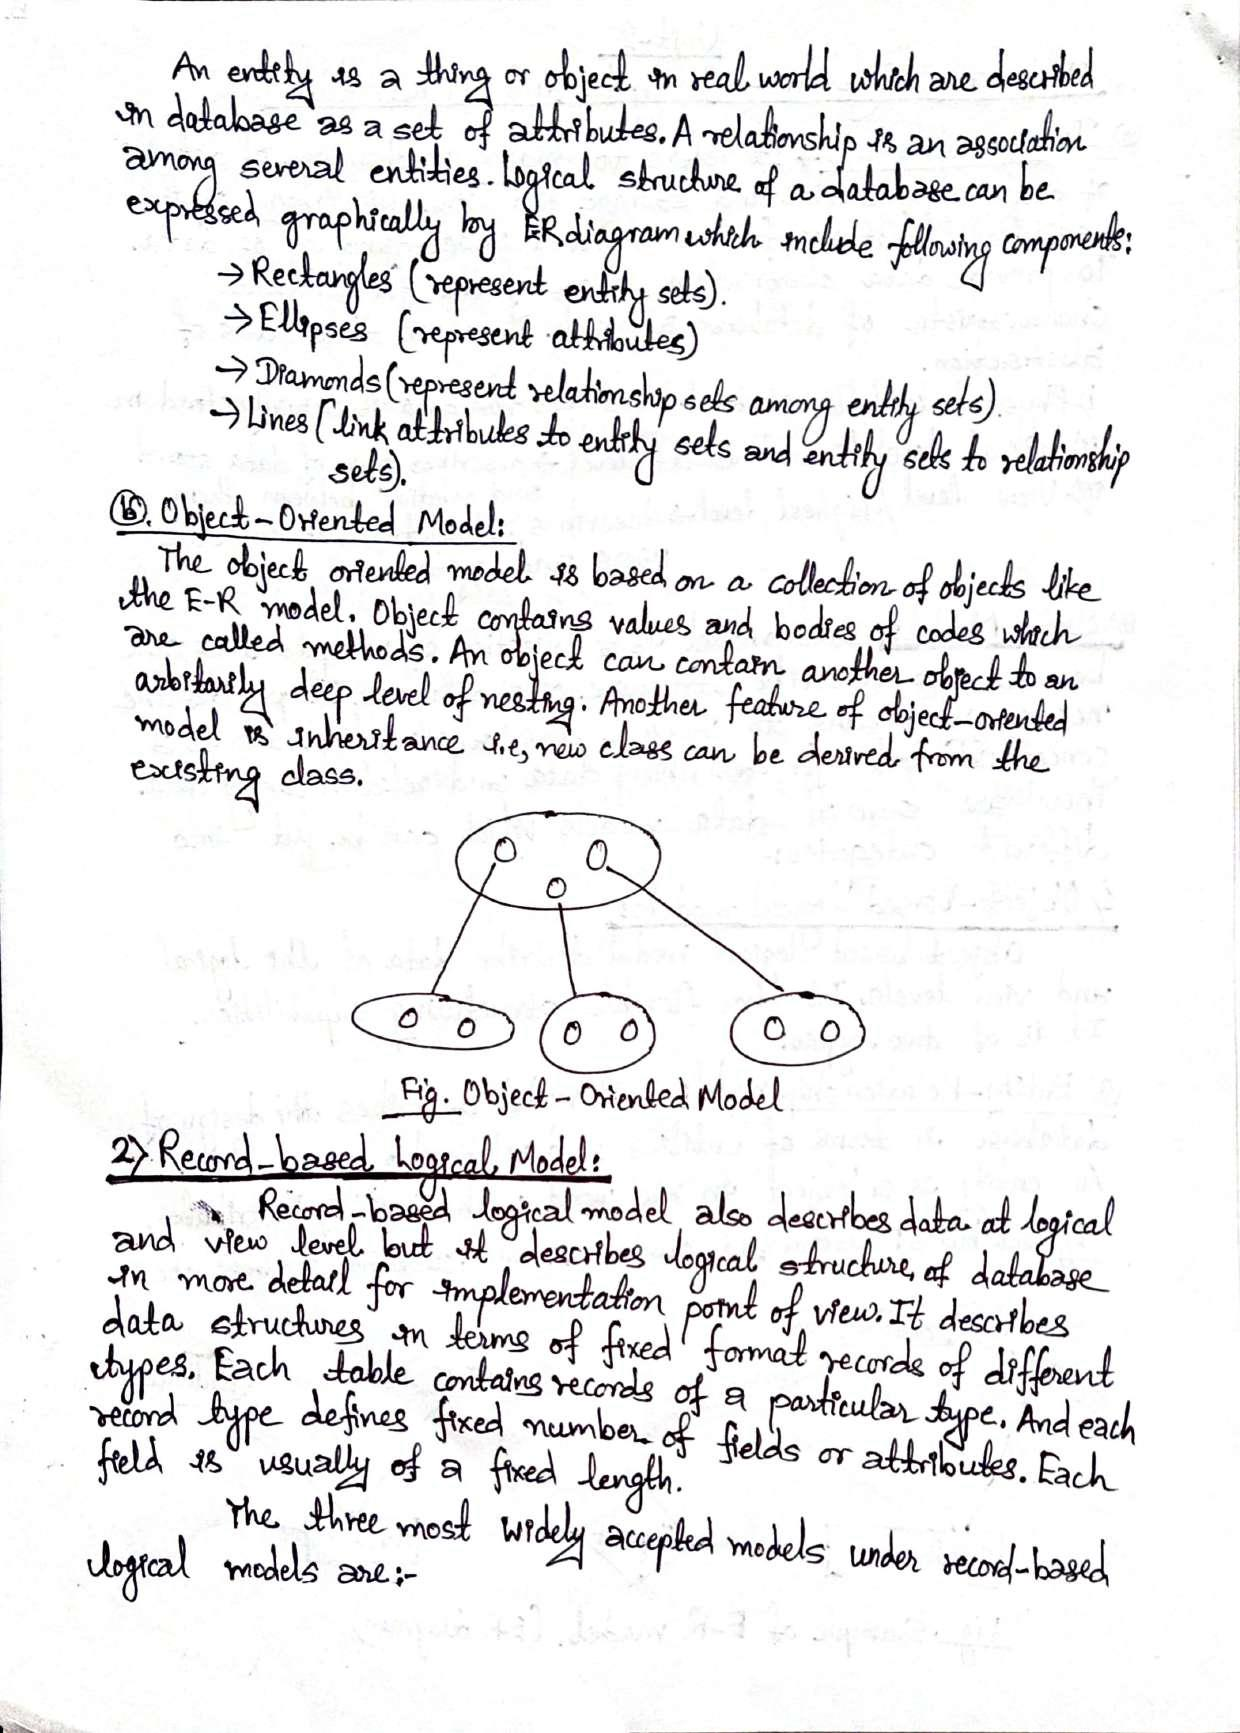 An entity is a thing or object in real world which are described
in database as a set of attributes. A relationship is an association
among several entities. Logical structure of a database can be
expressed graphically by ER diagram which include following components:
→ Rectangles (represent entity sets).
→ Ellipses (represent attributes)
→ Diamonds (represent relationship sets among entity sets).
→ Lines (link attributes to entity sets and entity sets to relationship
sets).
(b). Object-Oriented Model:
The object oriented model is based on a collection of objects like
the E-R model. Object contains values and bodies of codes which
are called methods. An object can contain another object to an
arbitarily deep level of nesting. Another feature of object-oriented
model is inheritance i.e, new class can be derived from the
existing class.
Fig. Object-Oriented Model
2) Record-based Logical Model:
Record-based logical model also describes data at logical
and view level but it describes logical structure of database
in more detail for implementation point of view. It describes
data structures in terms of fixed format records of different
types. Each table contains records of a particular type. And each
record type defines fixed number of fields or attributes. Each
field is usually of a fixed length.
The three most widely accepted models under record-based
logical models are:-